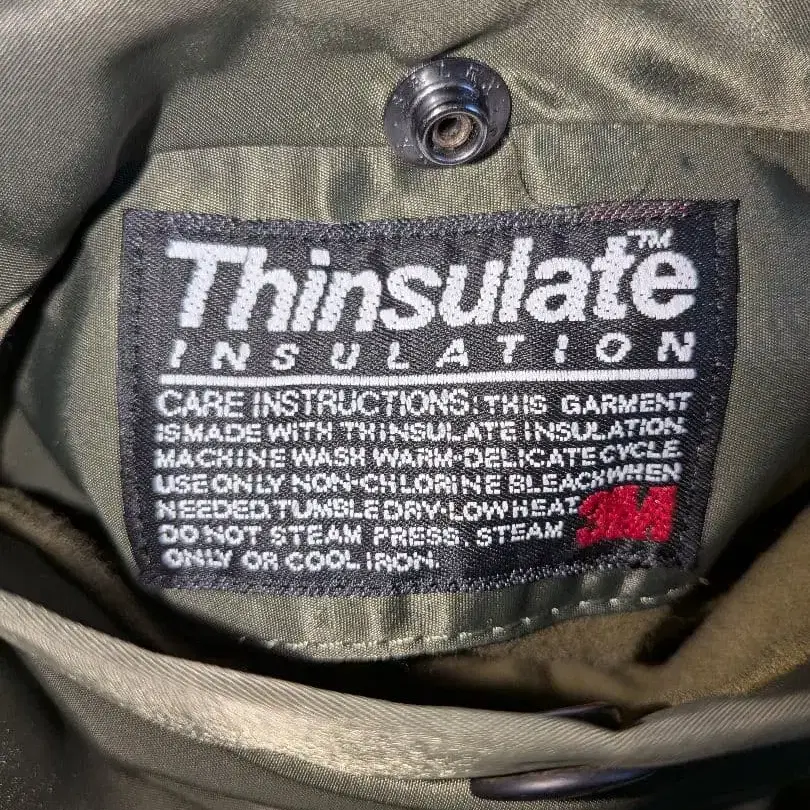 Thinsulate™
INSULATION
CARE INSTRUCTIONS: THIS GARMENT
IS MADE WITH THINSULATE INSULATION.
MACHINE WASH WARM-DELICATE CYCLE
USE ONLY NON-CHLORINE BLEACH WHEN
NEEDED. TUMBLE DRY-LOW HEAT
DO NOT STEAM PRESS. STEAM
ONLY OR COOL IRON.
3M